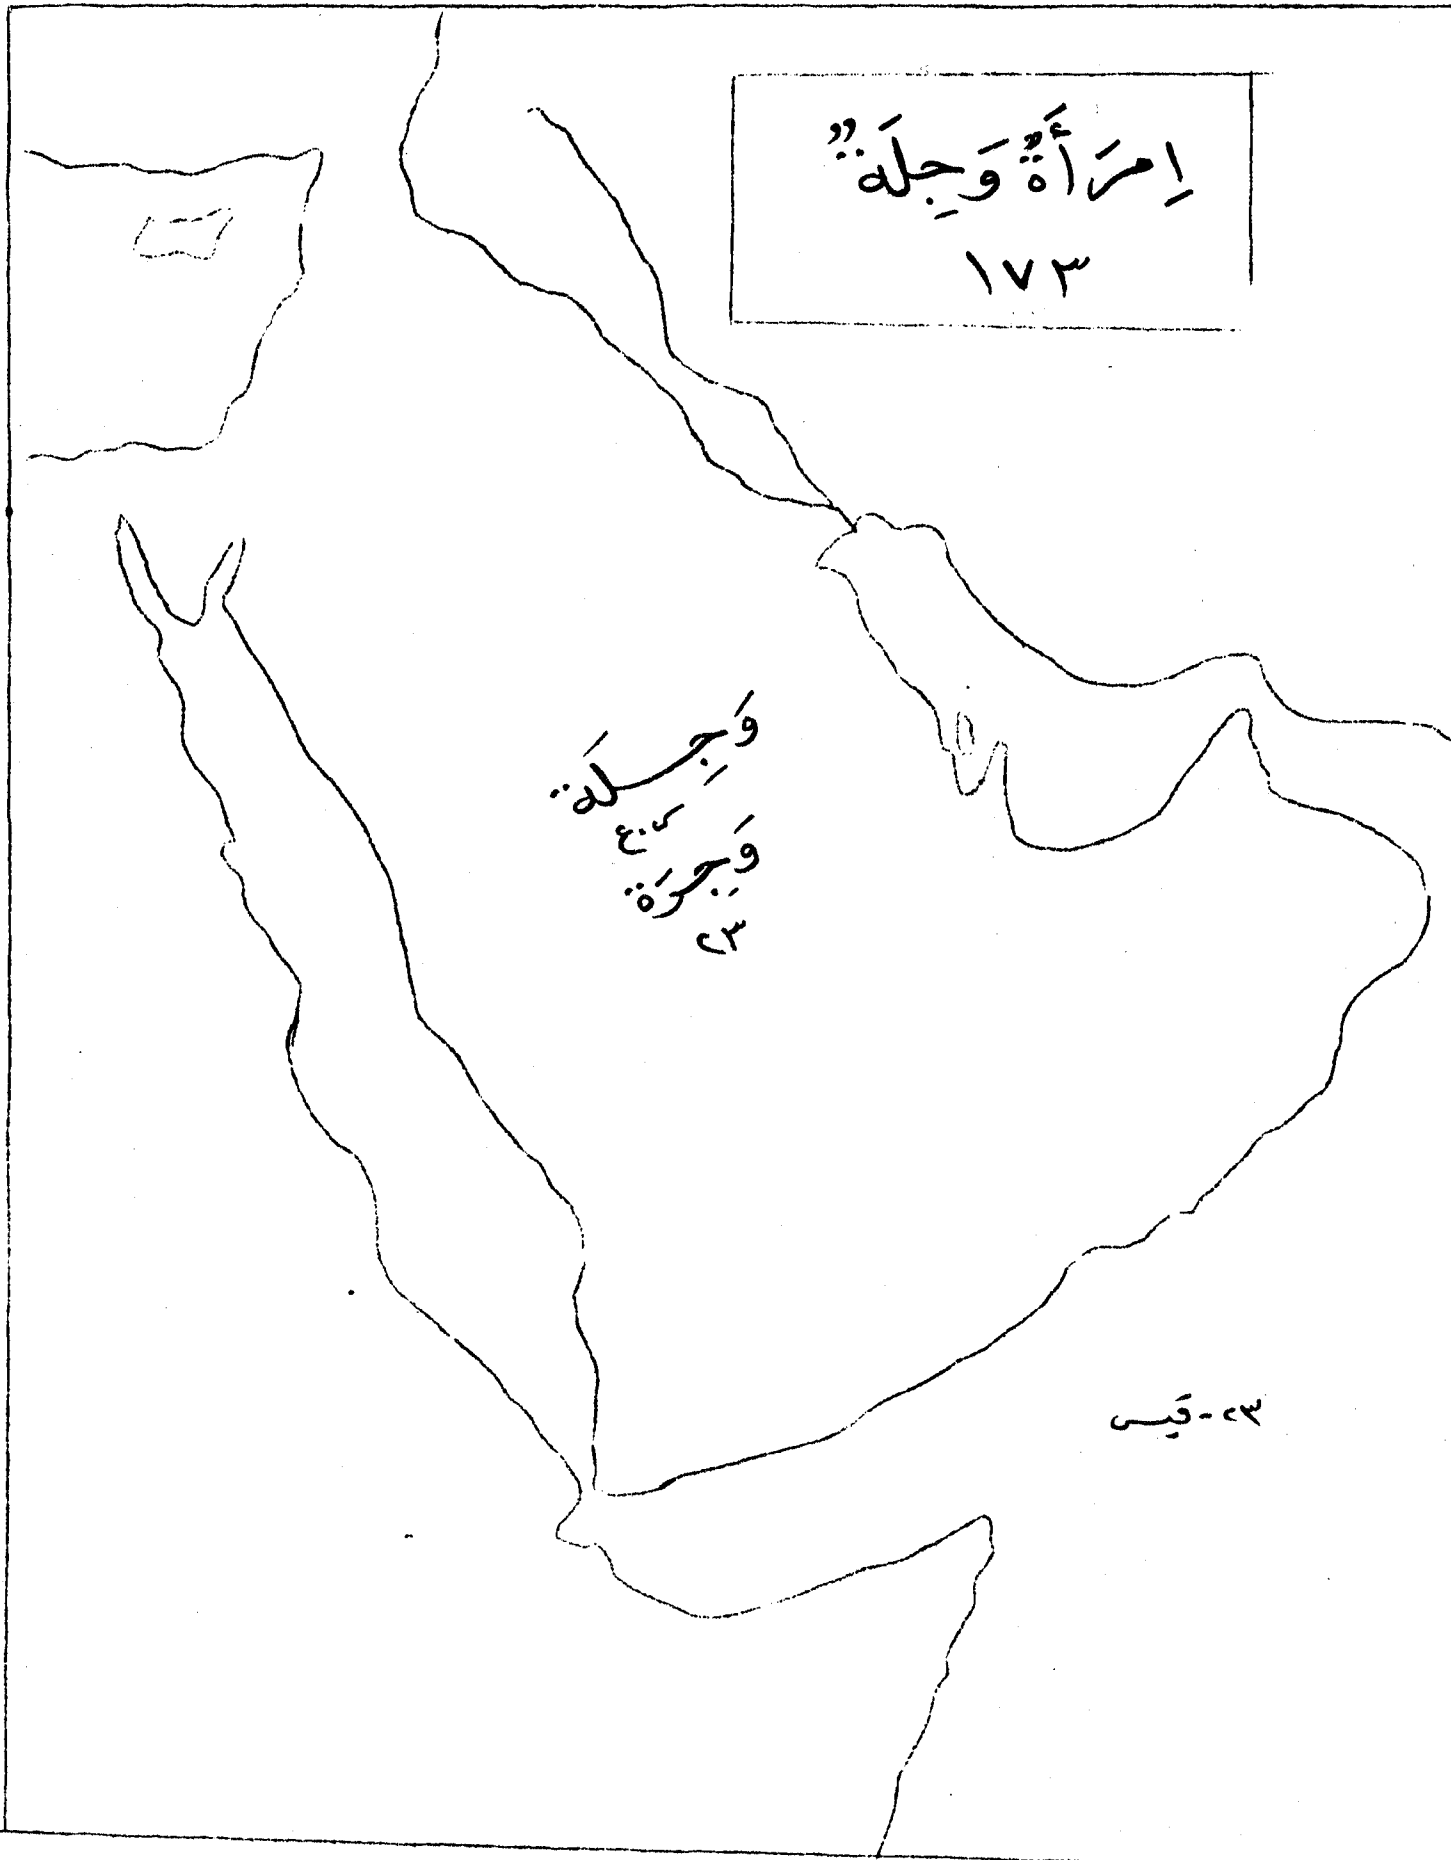 اِمرَأَةٌ وَجِلَةٌ
١٧٣
وَجِلَة
س.ع
وَجِرَة
٢٣
٢٣-قيس